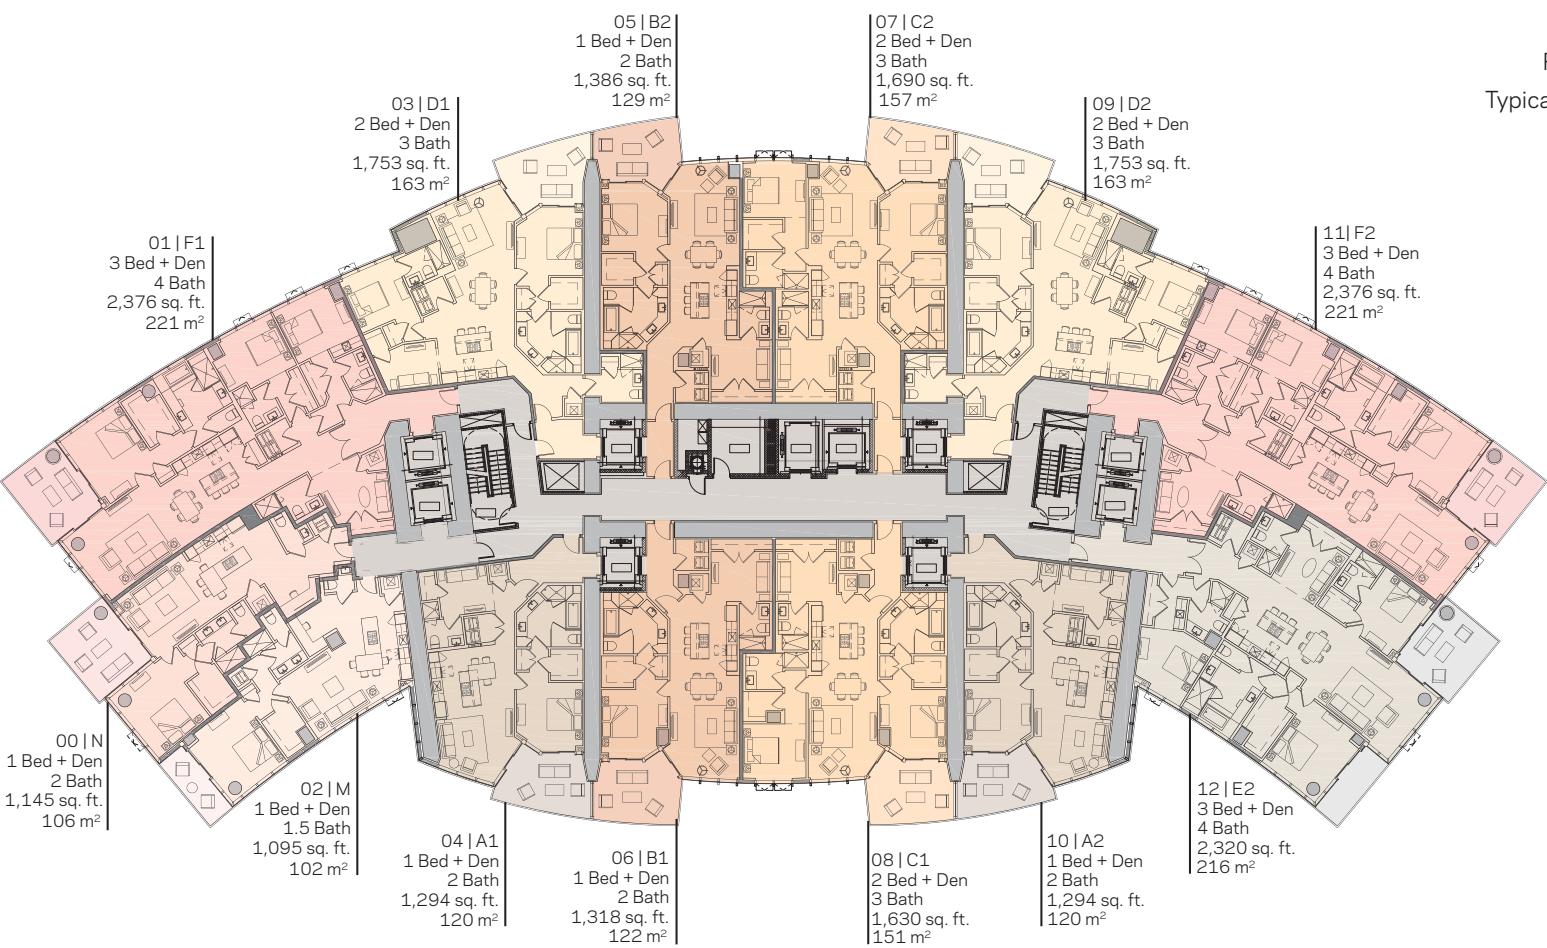 05 | B2
1 Bed + Den
2 Bath
1,386 sq. ft.
129 m²
07 | C2
2 Bed + Den
3 Bath
1,690 sq. ft.
157 m²
Typica
03 | D1
2 Bed + Den
3 Bath
1,753 sq. ft.
163 m²
09 | D2
2 Bed + Den
3 Bath
1,753 sq. ft.
163 m²
01 | F1
3 Bed + Den
4 Bath
2,376 sq. ft.
221 m²
11| F2
3 Bed + Den
4 Bath
2,376 sq. ft.
221 m²
00 | N
1 Bed + Den
2 Bath
1,145 sq. ft.
106 m²
02 | M
1 Bed + Den
1.5 Bath
1,095 sq. ft.
102 m²
04 | A1
1 Bed + Den
2 Bath
1,294 sq. ft.
120 m²
06 | B1
1 Bed + Den
2 Bath
1,318 sq. ft.
122 m²
08 | C1
2 Bed + Den
3 Bath
1,630 sq. ft.
151 m²
10 | A2
1 Bed + Den
2 Bath
1,294 sq. ft.
120 m²
12 | E2
3 Bed + Den
4 Bath
2,320 sq. ft.
216 m²